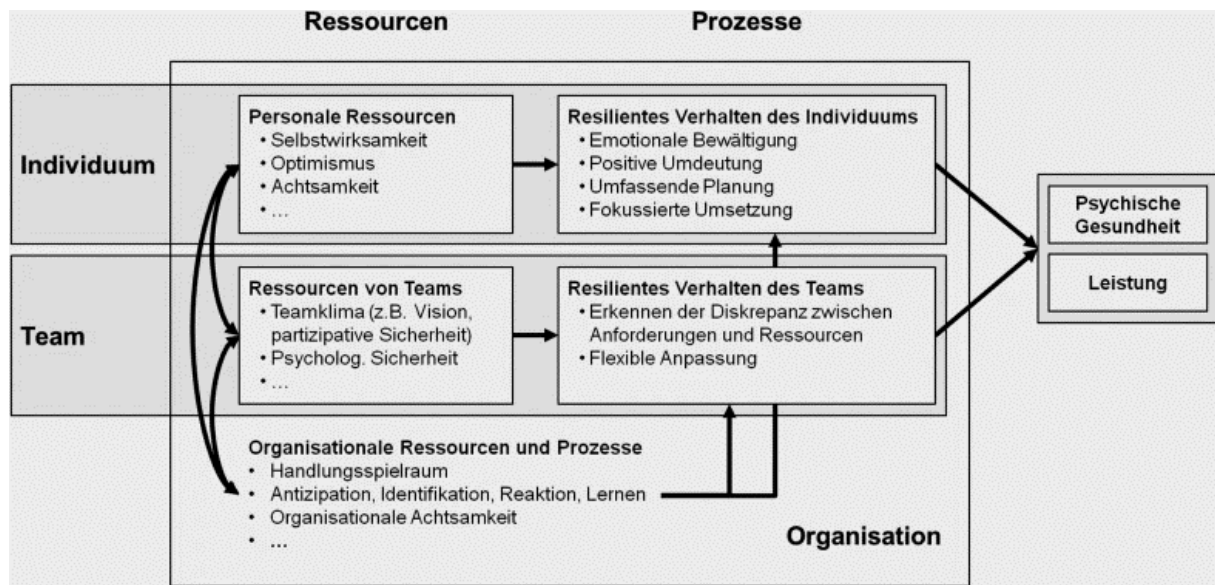 Ressourcen
Prozesse
Individuum
Personale Ressourcen
• Selbstwirksamkeit
• Optimismus
• Achtsamkeit
• ...
Resilientes Verhalten des Individuums
• Emotionale Bewältigung
• Positive Umdeutung
• Umfassende Planung
• Fokussierte Umsetzung
Psychische
Gesundheit
Leistung
Team
Ressourcen von Teams
• Teamklima (z.B. Vision,
partizipative Sicherheit)
• Psycholog. Sicherheit
• ...
Resilientes Verhalten des Teams
• Erkennen der Diskrepanz zwischen
Anforderungen und Ressourcen
• Flexible Anpassung
Organisationale Ressourcen und Prozesse
• Handlungsspielraum
• Antizipation, Identifikation, Reaktion, Lernen
• Organisationale Achtsamkeit
• ...
Organisation